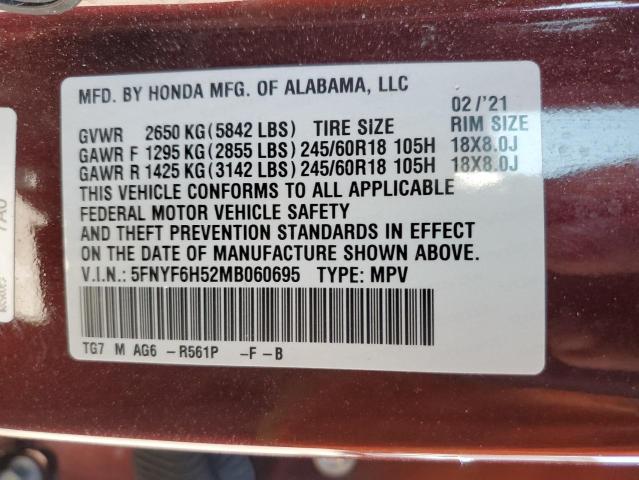 MFD. BY HONDA MFG. OF ALABAMA, LLC
02/'21
GVWR 2650 KG(5842 LBS) TIRE SIZE RIM SIZE
GAWR F 1295 KG(2855 LBS) 245/60R18 105H 18X8.0J
GAWR R 1425 KG(3142 LBS) 245/60R18 105H 18X8.0J
THIS VEHICLE CONFORMS TO ALL APPLICABLE
FEDERAL MOTOR VEHICLE SAFETY
AND THEFT PREVENTION STANDARDS IN EFFECT
ON THE DATE OF MANUFACTURE SHOWN ABOVE.
V.I.N.: 5FNYF6H52MB060695 TYPE: MPV
TG7 M AG6 -R561P -F-B